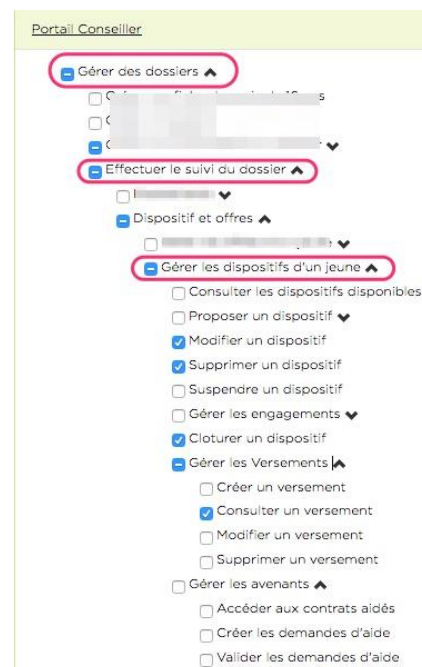 Portail Conseiller
Gérer des dossiers
Effectuer le suivi du dossier
Dispositif et offres
Gérer les dispositifs d'un jeune
Consulter les dispositifs disponibles
Proposer un dispositif
Modifier un dispositif
Supprimer un dispositif
Suspendre un dispositif
Gérer les engagements
Cloturer un dispositif
Gérer les Versements
Créer un versement
Consulter un versement
Modifier un versement
Supprimer un versement
Gérer les avenants
Accéder aux contrats aidés
Créer les demandes d'aide
Valider les demandes d'aide